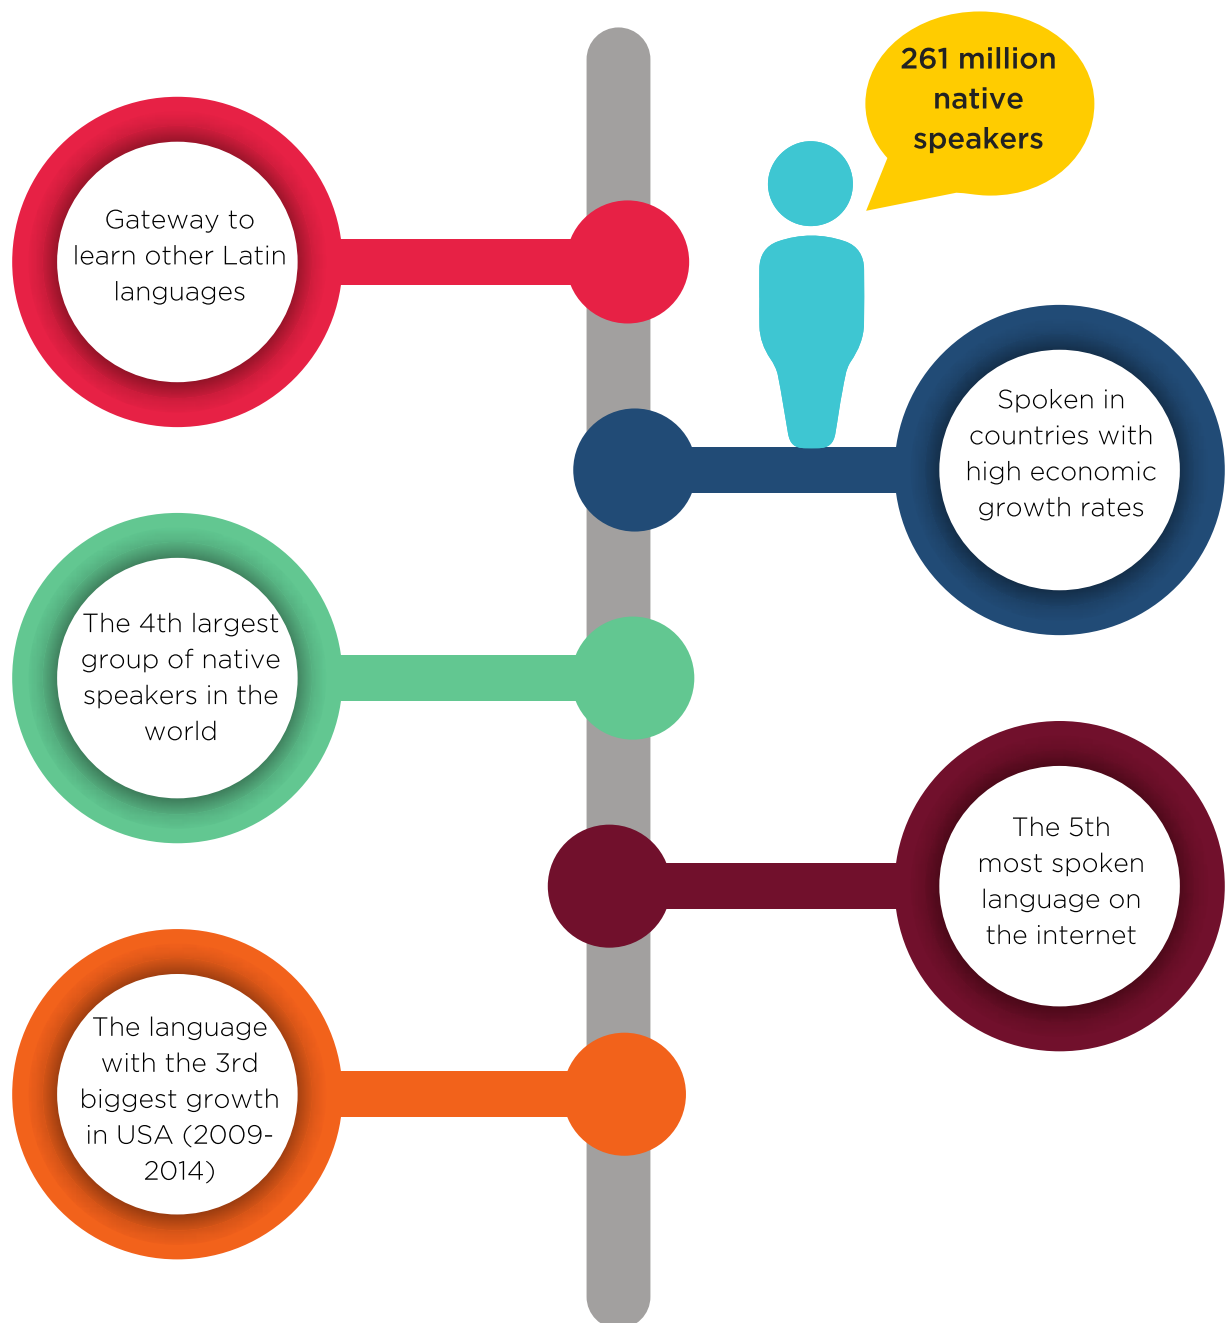 261 million
native
speakers
Gateway to
learn other Latin
languages
Spoken in
countries with
high economic
growth rates
The 4th largest
group of native
speakers in the
world
The 5th
most spoken
language on
the internet
The language
with the 3rd
biggest growth
in USA (2009-
2014)